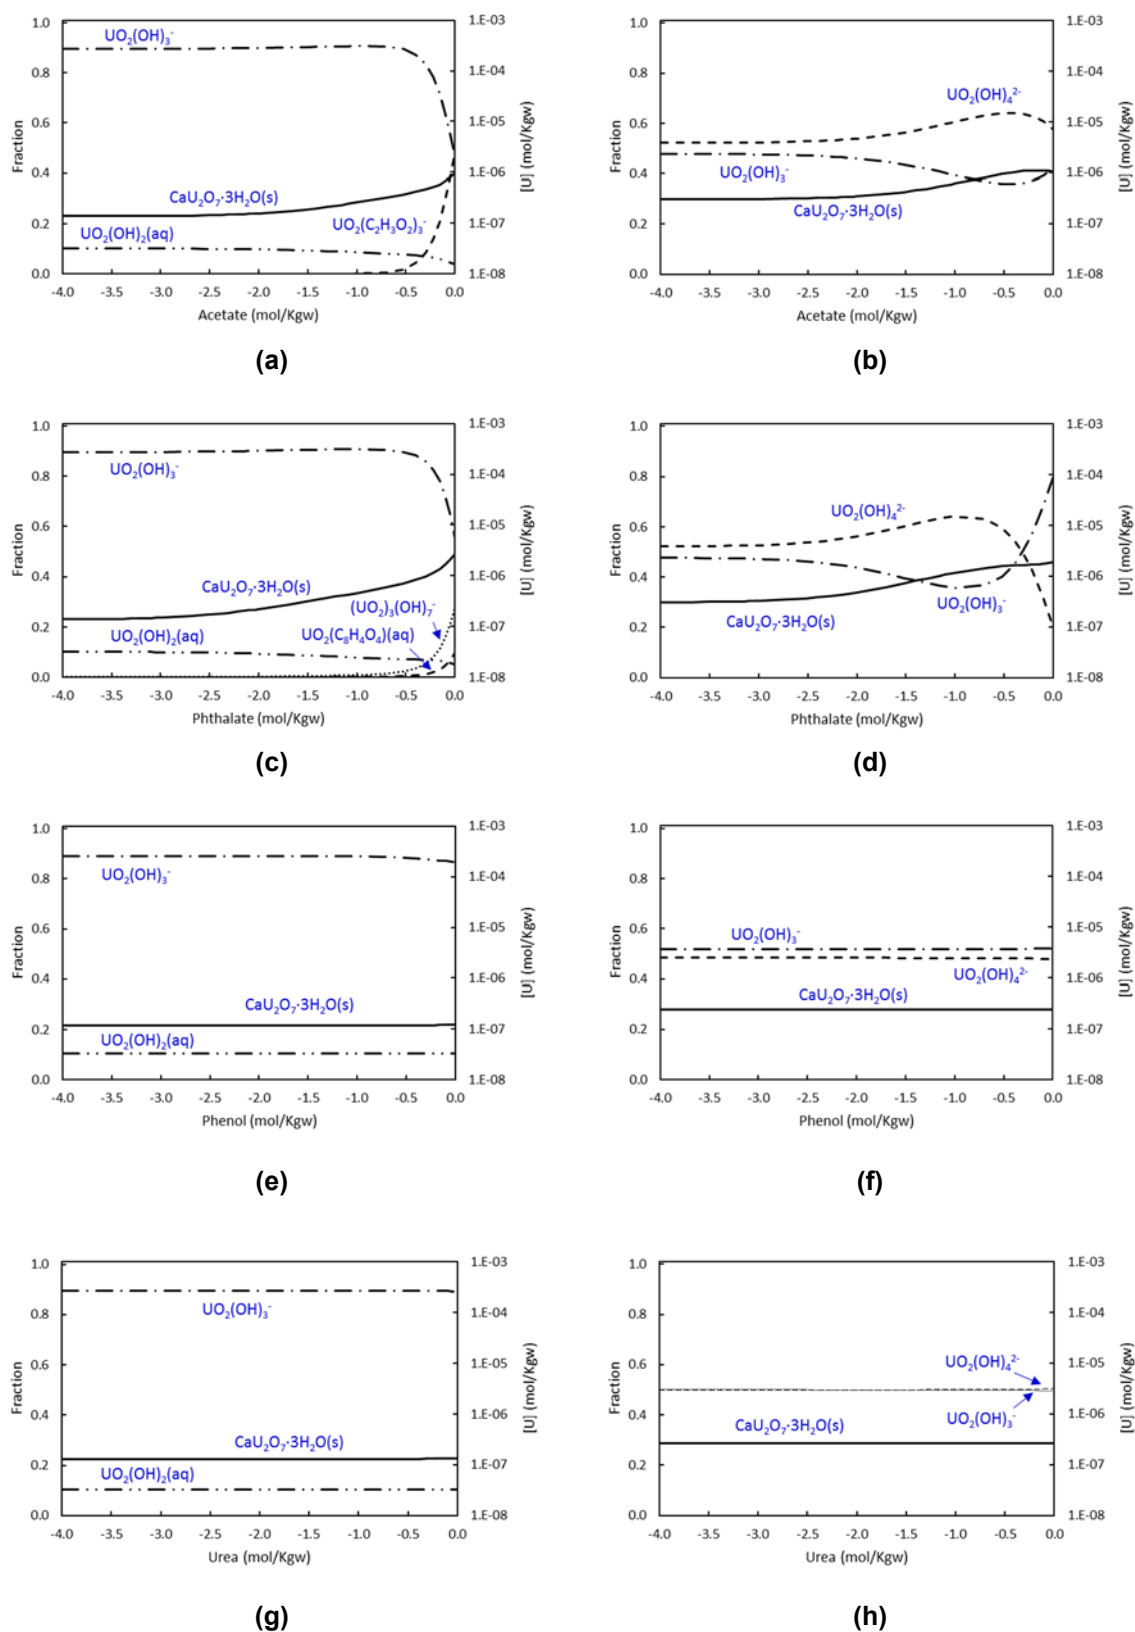 1.0
0.8
0.6
0.4
0.2
0.0
Fraction
1.E-03
1.E-04
1.E-05
1.E-06
1.E-07
1.E-08
[U] (mol/Kgw)
UO₂(OH)₃⁻
CaU₂O₇·3H₂O(s)
UO₂(C₂H₃O₂)₃⁻
UO₂(OH)₂(aq)
-4.0 -3.5 -3.0 -2.5 -2.0 -1.5 -1.0 -0.5 0.0
Acetate (mol/Kgw)
(a)
1.0
0.8
0.6
0.4
0.2
0.0
Fraction
1.E-03
1.E-04
1.E-05
1.E-06
1.E-07
1.E-08
[U] (mol/Kgw)
UO₂(OH)₄²⁻
UO₂(OH)₃⁻
CaU₂O₇·3H₂O(s)
-4.0 -3.5 -3.0 -2.5 -2.0 -1.5 -1.0 -0.5 0.0
Acetate (mol/Kgw)
(b)
1.0
0.8
0.6
0.4
0.2
0.0
Fraction
1.E-03
1.E-04
1.E-05
1.E-06
1.E-07
1.E-08
[U] (mol/Kgw)
UO₂(OH)₃⁻
CaU₂O₇·3H₂O(s)
(UO₂)₃(OH)₇⁻
UO₂(OH)₂(aq)
UO₂(C₈H₄O₄)(aq)
-4.0 -3.5 -3.0 -2.5 -2.0 -1.5 -1.0 -0.5 0.0
Phthalate (mol/Kgw)
(c)
1.0
0.8
0.6
0.4
0.2
0.0
Fraction
1.E-03
1.E-04
1.E-05
1.E-06
1.E-07
1.E-08
[U] (mol/Kgw)
UO₂(OH)₄²⁻
UO₂(OH)₃⁻
CaU₂O₇·3H₂O(s)
-4.0 -3.5 -3.0 -2.5 -2.0 -1.5 -1.0 -0.5 0.0
Phthalate (mol/Kgw)
(d)
1.0
0.8
0.6
0.4
0.2
0.0
Fraction
1.E-03
1.E-04
1.E-05
1.E-06
1.E-07
1.E-08
[U] (mol/Kgw)
UO₂(OH)₃⁻
CaU₂O₇·3H₂O(s)
UO₂(OH)₂(aq)
-4.0 -3.5 -3.0 -2.5 -2.0 -1.5 -1.0 -0.5 0.0
Phenol (mol/Kgw)
(e)
1.0
0.8
0.6
0.4
0.2
0.0
Fraction
1.E-03
1.E-04
1.E-05
1.E-06
1.E-07
1.E-08
[U] (mol/Kgw)
UO₂(OH)₃⁻
UO₂(OH)₄²⁻
CaU₂O₇·3H₂O(s)
-4.0 -3.5 -3.0 -2.5 -2.0 -1.5 -1.0 -0.5 0.0
Phenol (mol/Kgw)
(f)
1.0
0.8
0.6
0.4
0.2
0.0
Fraction
1.E-03
1.E-04
1.E-05
1.E-06
1.E-07
1.E-08
[U] (mol/Kgw)
UO₂(OH)₃⁻
CaU₂O₇·3H₂O(s)
UO₂(OH)₂(aq)
-4.0 -3.5 -3.0 -2.5 -2.0 -1.5 -1.0 -0.5 0.0
Urea (mol/Kgw)
(g)
1.0
0.8
0.6
0.4
0.2
0.0
Fraction
1.E-03
1.E-04
1.E-05
1.E-06
1.E-07
1.E-08
[U] (mol/Kgw)
UO₂(OH)₄²⁻
UO₂(OH)₃⁻
CaU₂O₇·3H₂O(s)
-4.0 -3.5 -3.0 -2.5 -2.0 -1.5 -1.0 -0.5 0.0
Urea (mol/Kgw)
(h)